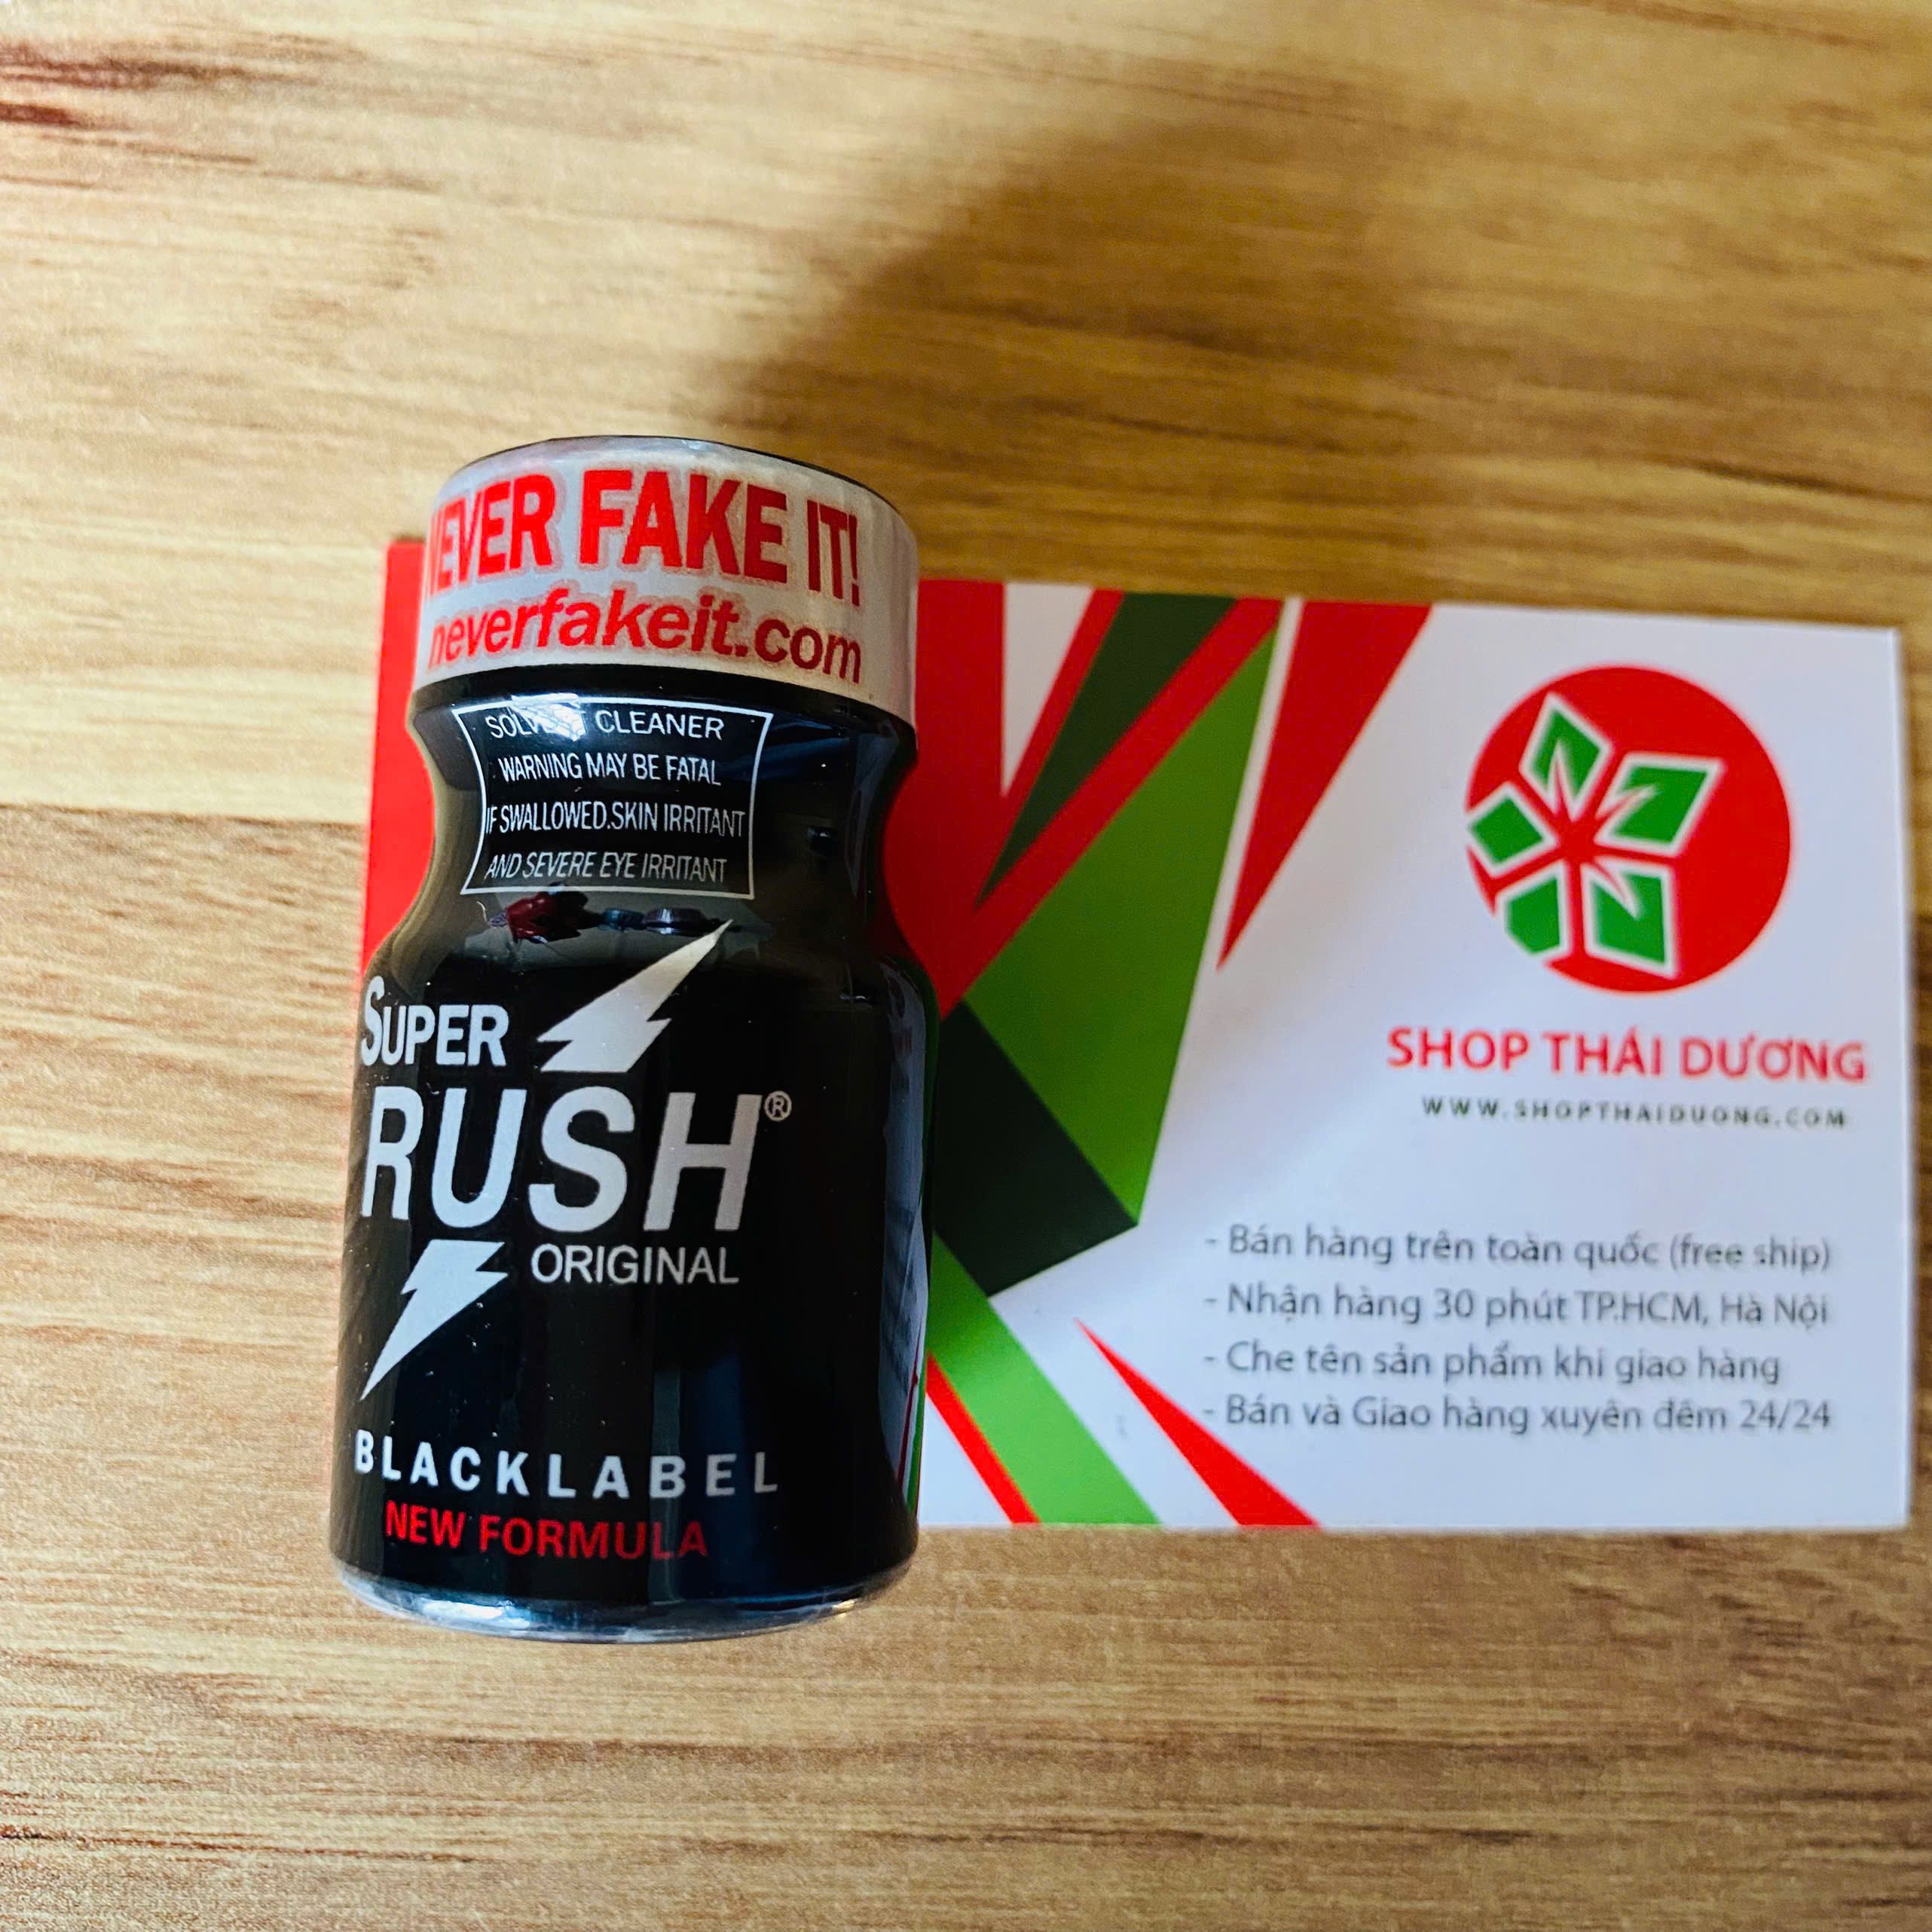 NEVER FAKE IT!
neverfakeit.com
SOLVENT CLEANER
WARNING MAY BE FATAL
IF SWALLOWED.SKIN IRRITANT
AND SEVERE EYE IRRITANT
SUPER
RUSH®
ORIGINAL
BLACKLABEL
NEW FORMULA
SHOP THÁI DƯƠNG
WWW.SHOPTHAIDUONG.COM
- Bán hàng trên toàn quốc (free ship)
- Nhận hàng 30 phút TP.HCM, Hà Nội
- Che tên sản phẩm khi giao hàng
- Bán và Giao hàng xuyên đêm 24/24